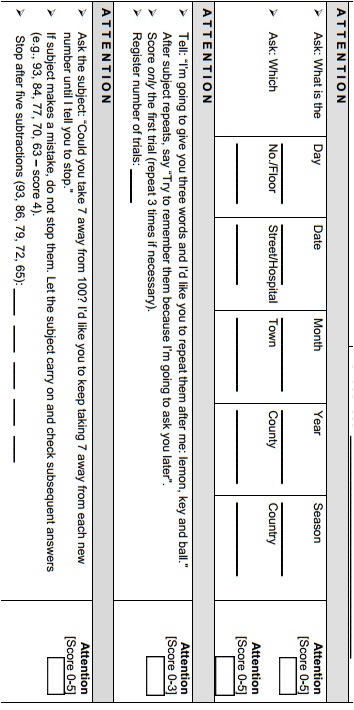 ATTENTION
➢ Ask: What is the Day Date Month Year Season Attention
[Score 0-5]
➢ Ask: Which No./Floor Street/Hospital Town County Country Attention
[Score 0-5]
ATTENTION
➢ Tell: "I'm going to give you three words and I'd like you to repeat them after me: lemon, key and ball."
After subject repeats, say "Try to remember them because I'm going to ask you later".
➢ Score only the first trial (repeat 3 times if necessary).
➢ Register number of trials: ____
Attention
[Score 0-3]
ATTENTION
➢ Ask the subject: "Could you take 7 away from 100? I'd like you to keep taking 7 away from each new
number until I tell you to stop."
➢ If subject makes a mistake, do not stop them. Let the subject carry on and check subsequent answers
(e.g., 93, 84, 77, 70, 63 – score 4).
➢ Stop after five subtractions (93, 86, 79, 72, 65): ____ ____ ____ ____ ____
Attention
[Score 0-5]